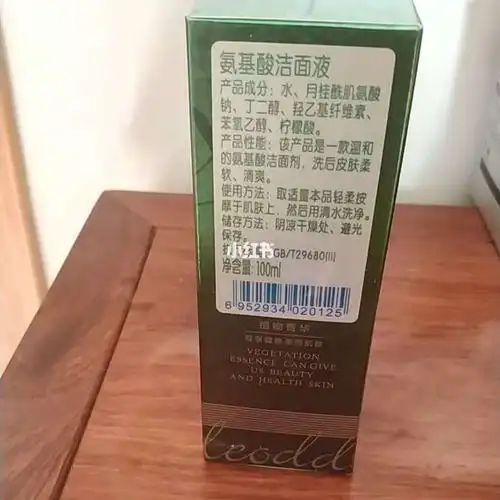 氨基酸洁面液
产品成分：水、月桂酰肌氨酸
钠、丁二醇、羟乙基纤维素、
苯氧乙醇、柠檬酸。
产品性能：该产品是一款温和
的氨基酸洁面剂，洗后皮肤柔
软、清爽。
使用方法：取适量本品轻柔按
摩于肌肤上，然后用清水洗净。
储存方法：阴凉干燥处、避光
保存。
小红书
GB/T29680(II)
净含量:100ml
6 952934 020125
植物菁华
VEGETATION
ESSENCE CAN GIVE
US BEAUTY
AND HEALTH SKIN
leodd